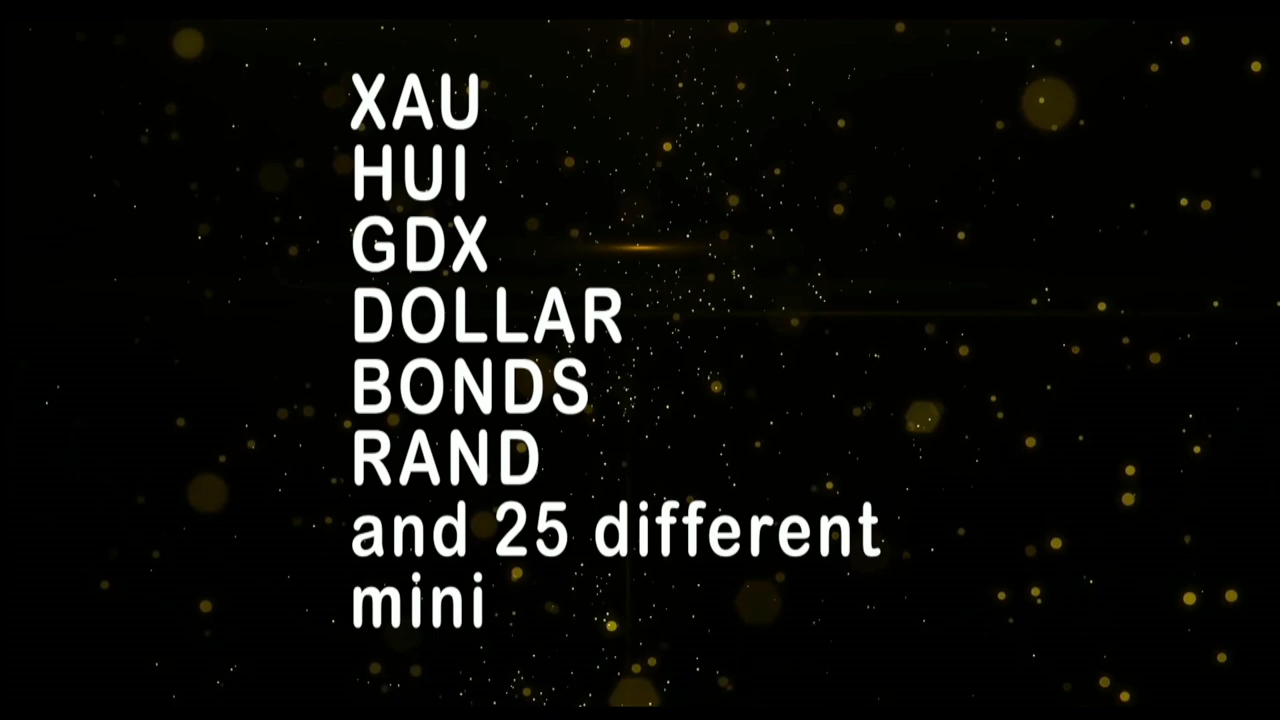 XAU
HUI
GDX
DOLLAR
BONDS
RAND
and 25 different
mini